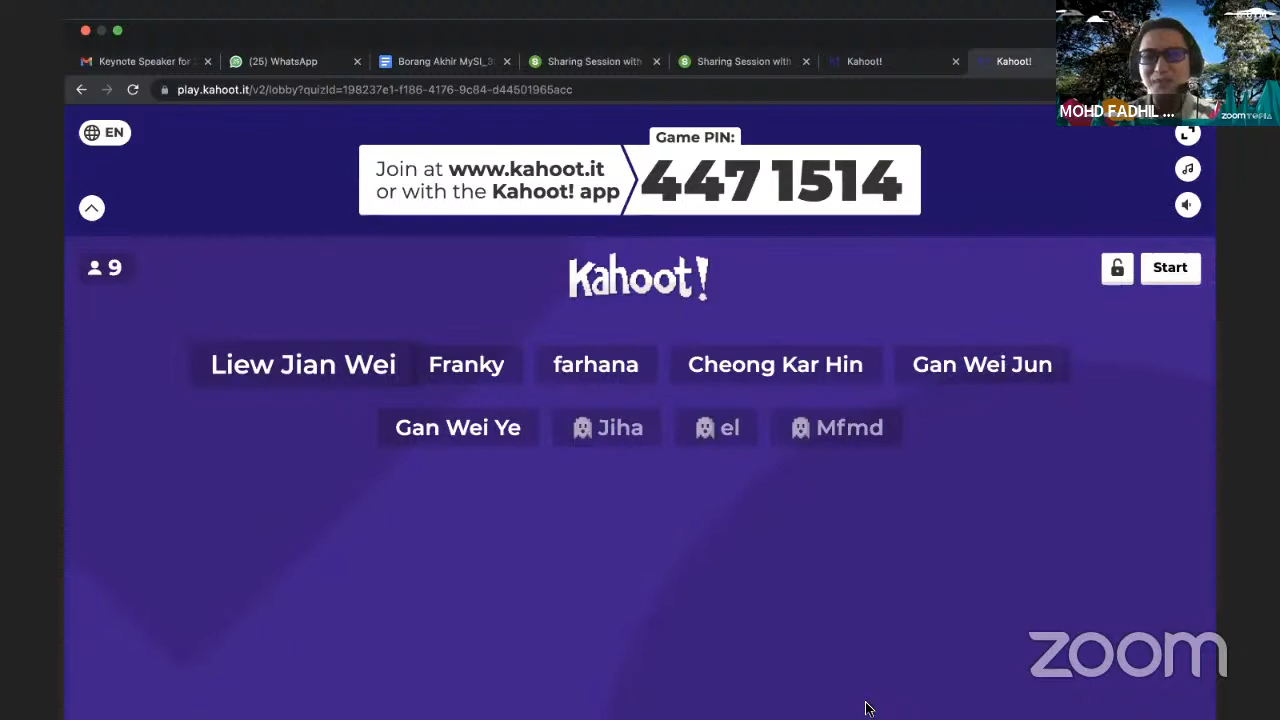 Keynote Speaker for
(25) WhatsApp
Borang Akhir MySI_3
Sharing Session with
Sharing Session with
Kahoot!
Kahoot!
MOHD FADHIL ...
zoomtopia
play.kahoot.it/v2/lobby?quizId=198237e1-f186-4176-9c84-d44501965acc
EN
Game PIN:
Join at www.kahoot.it
or with the Kahoot! app
447 1514
9
Kahoot!
Start
Liew Jian Wei
Franky
farhana
Cheong Kar Hin
Gan Wei Jun
Gan Wei Ye
Jiha
el
Mfmd
zoom